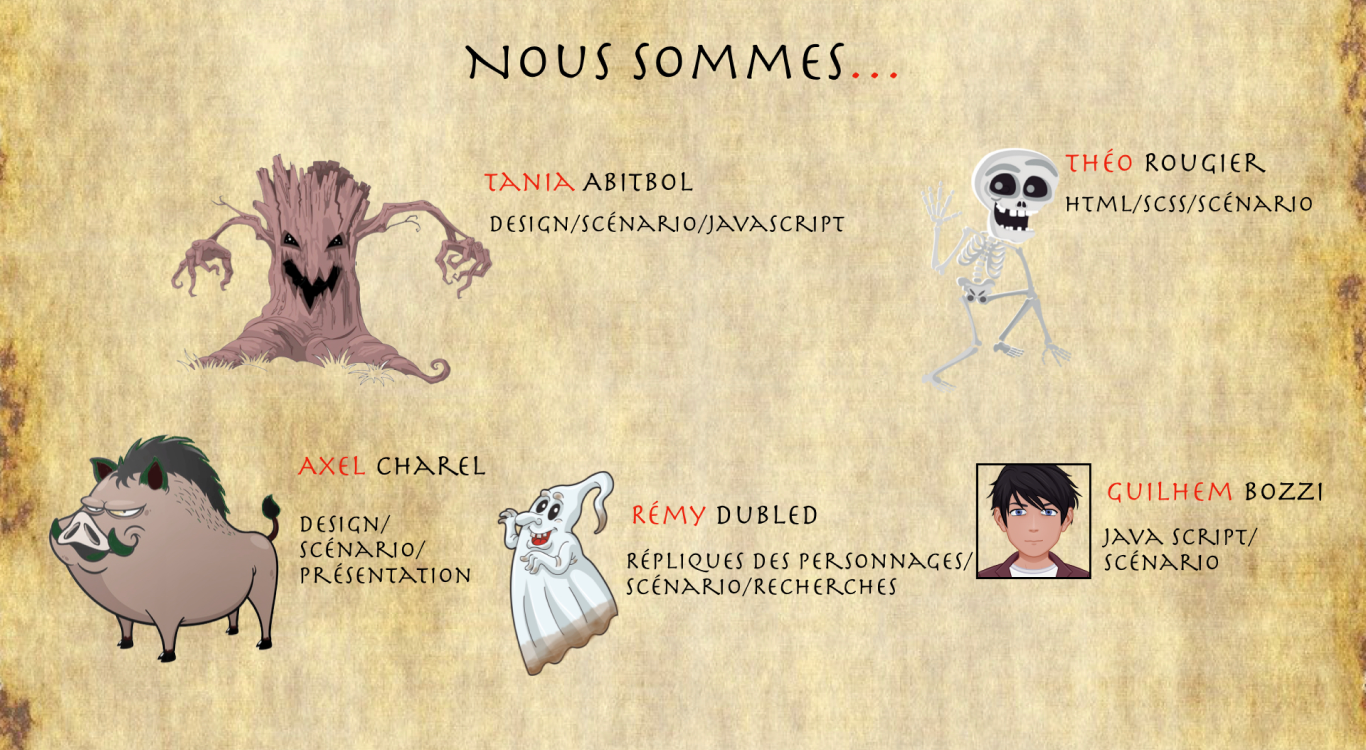 NOUS SOMMES...
TANIA ABITBOL
DESIGN/SCÉNARIO/JAVASCRIPT
THÉO ROUGIER
HTML/SCSS/SCÉNARIO
AXEL CHAREL
DESIGN/
SCÉNARIO/
PRÉSENTATION
RÉMY DUBLED
RÉPLIQUES DES PERSONNAGES/
SCÉNARIO/RECHERCHES
GUILHEM BOZZI
JAVA SCRIPT/
SCÉNARIO